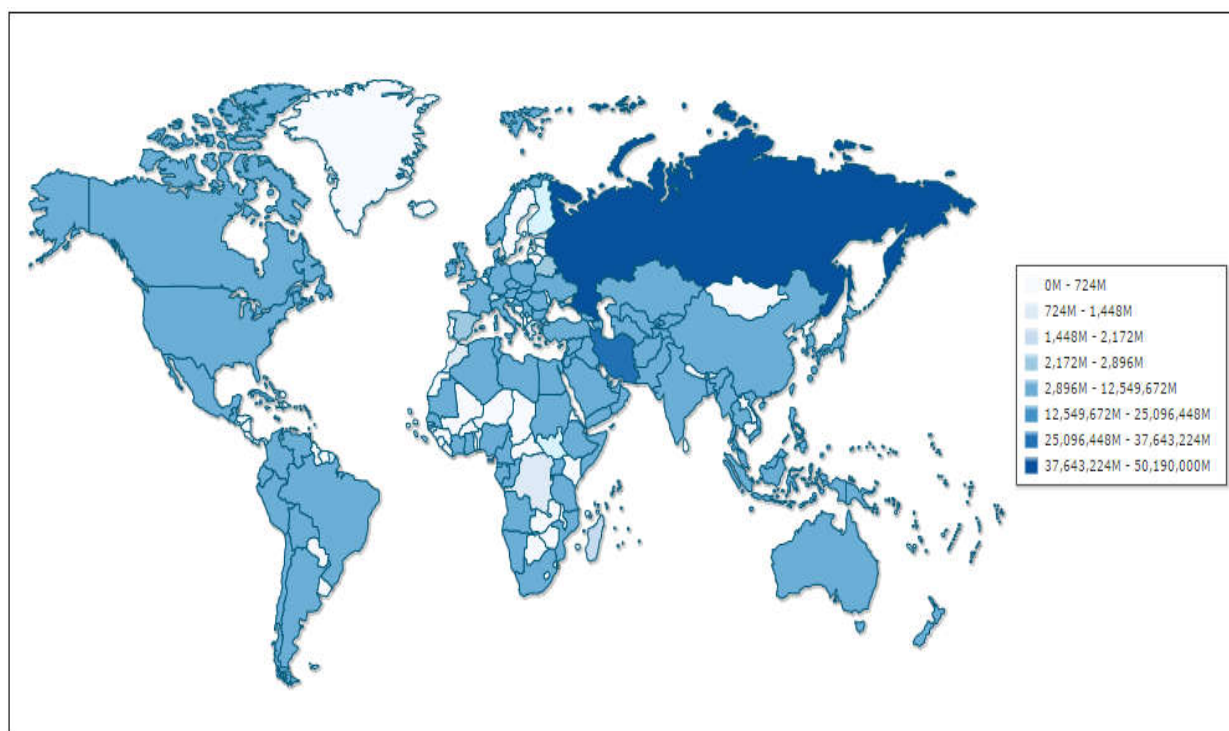 0M - 724M
724M - 1,448M
1,448M - 2,172M
2,172M - 2,896M
2,896M - 12,549,672M
12,549,672M - 25,096,448M
25,096,448M - 37,643,224M
37,643,224M - 50,190,000M